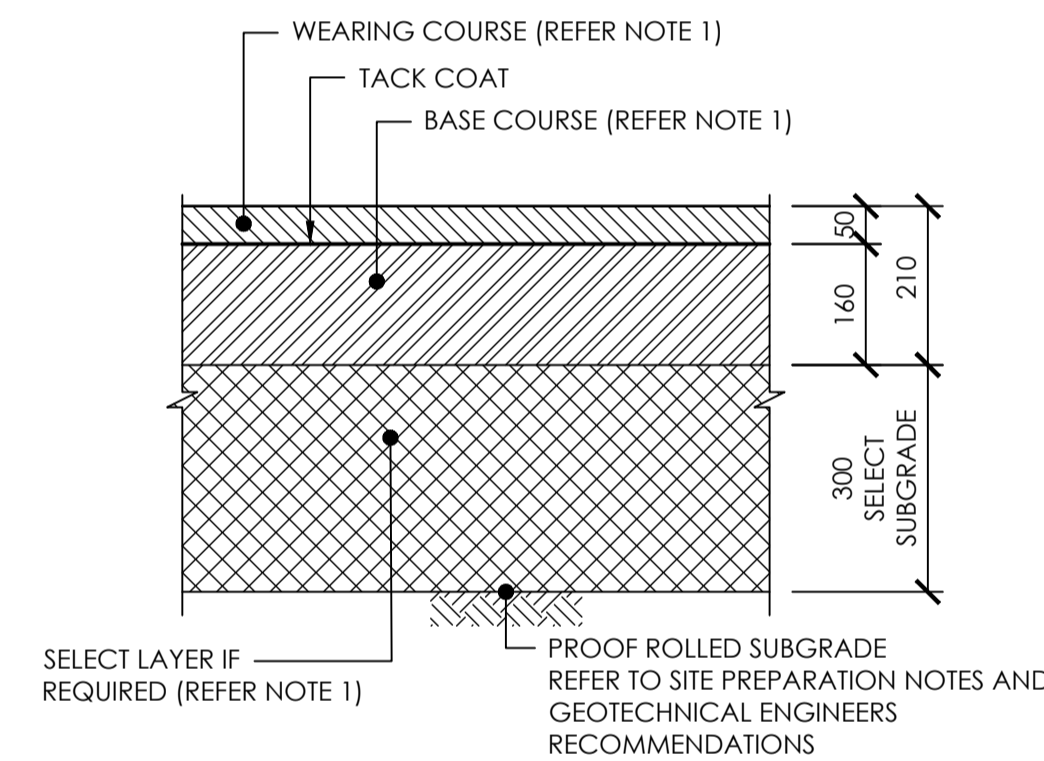 WEARING COURSE (REFER NOTE 1)
TACK COAT
BASE COURSE (REFER NOTE 1)
50
160
210
300
SELECT
SUBGRADE
SELECT LAYER IF
REQUIRED (REFER NOTE 1)
PROOF ROLLED SUBGRADE
REFER TO SITE PREPARATION NOTES AND
GEOTECHNICAL ENGINEERS
RECOMMENDATIONS